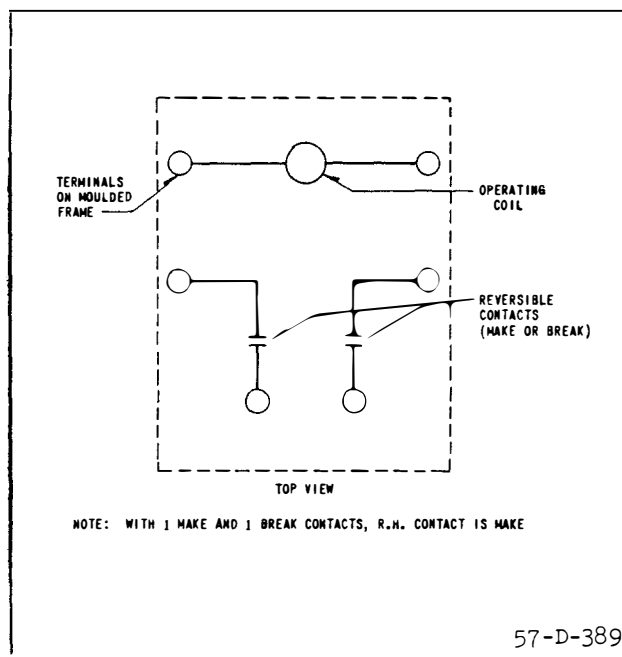 TERMINALS
ON MOULDED
FRAME
OPERATING
COIL
REVERSIBLE
CONTACTS
(MAKE OR BREAK)
TOP VIEW
NOTE: WITH 1 MAKE AND 1 BREAK CONTACTS, R.H. CONTACT IS MAKE
57-D-389